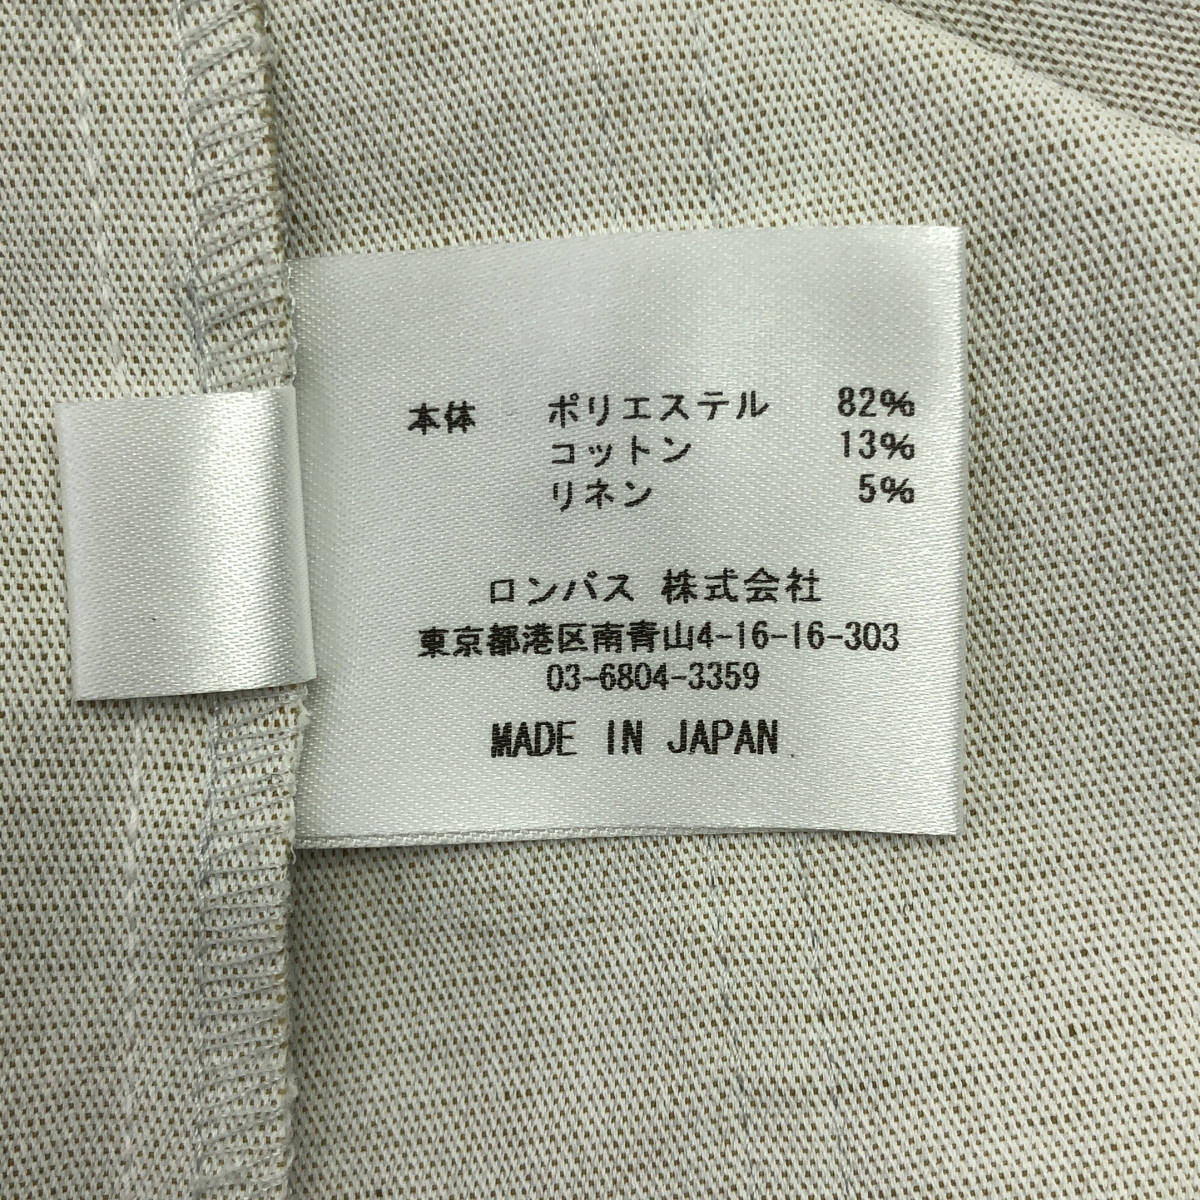 本体 ポリエステル 82%
コットン 13%
リネン 5%
ロンバス 株式会社
東京都港区南青山4-16-16-303
03-6804-3359
MADE IN JAPAN